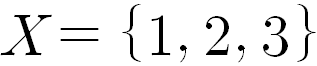 X = {1, 2, 3}